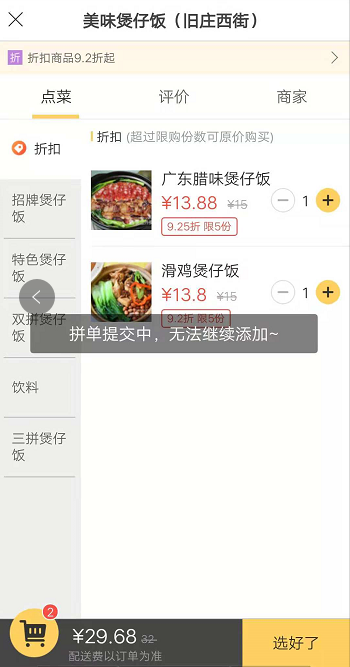 美味煲仔饭（旧庄西街）
折 折扣商品9.2折起
点菜 评价 商家
折扣
折扣 (超过限购份数可原价购买)
招牌煲仔饭
特色煲仔饭
双拼煲仔饭
饮料
三拼煲仔饭
广东腊味煲仔饭
¥13.88 ¥15 1
9.25折 限5份
滑鸡煲仔饭
¥13.8 ¥15 1
9.2折 限5份
拼单提交中，无法继续添加~
2
¥29.68 32
配送费以订单为准
选好了